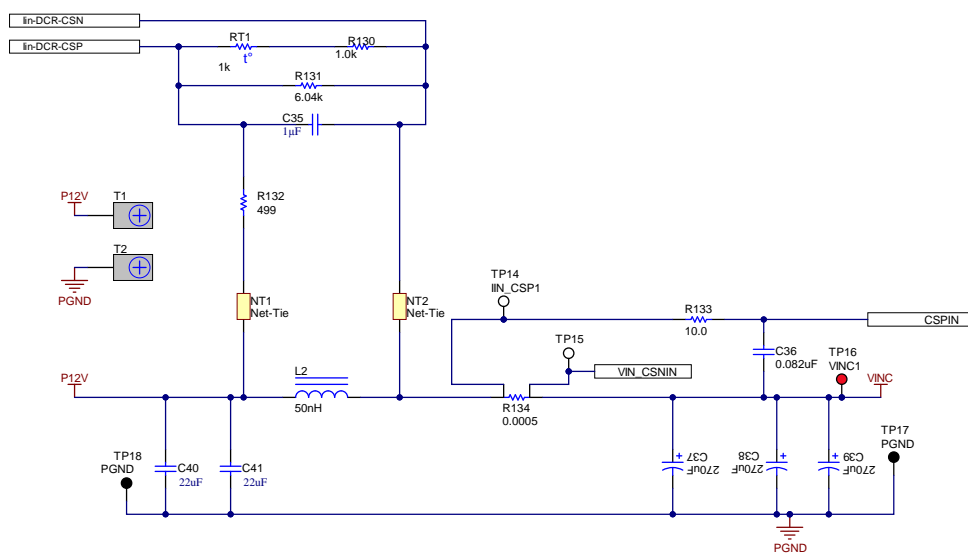 Iin-DCR-CSN
Iin-DCR-CSP
RT1
1k
t°
R130
1.0k
R131
6.04k
C35
1µF
R132
499
P12V
T1
T2
PGND
NT1
Net-Tie
NT2
Net-Tie
TP14
IIN_CSP1
R133
10.0
CSPIN
TP15
VIN_CSNIN
C36
0.082uF
TP16
VINC1
VINC
P12V
L2
50nH
R134
0.0005
TP18
PGND
C40
22uF
C41
22uF
C37
270uF
C38
270uF
C39
270uF
TP17
PGND
PGND